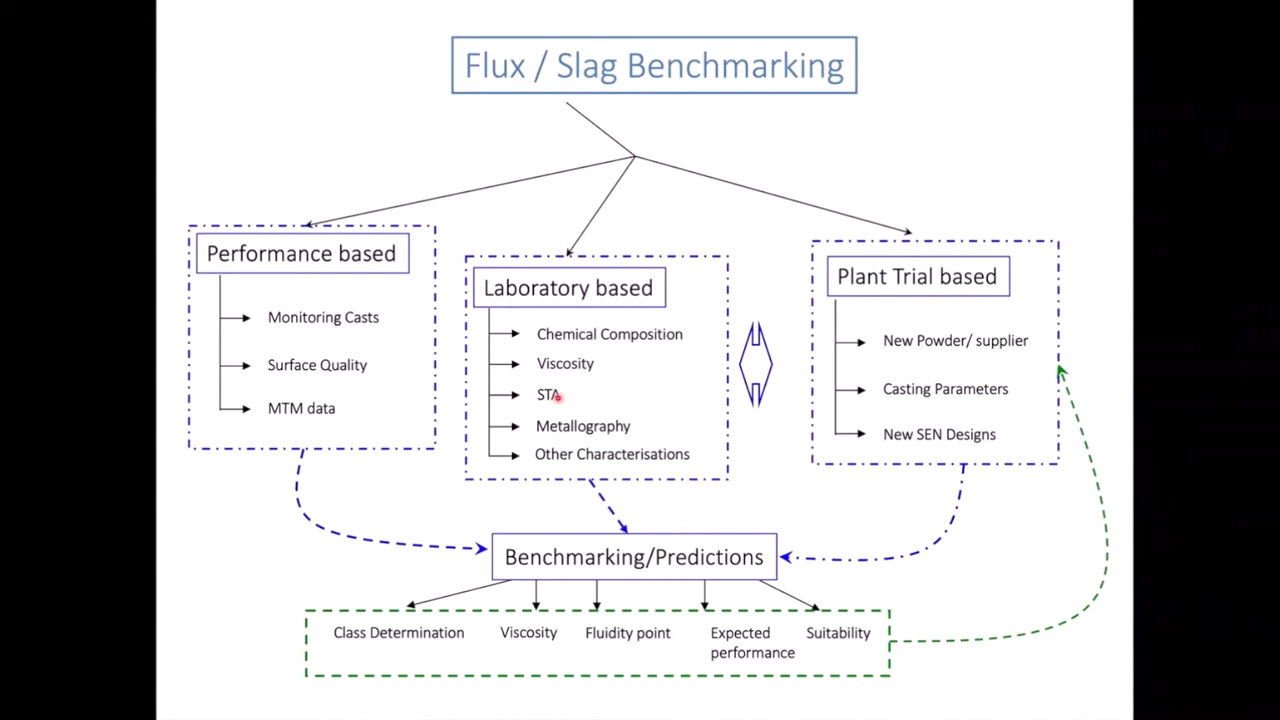 Flux / Slag Benchmarking
Performance based
Monitoring Casts
Surface Quality
MTM data
Laboratory based
Chemical Composition
Viscosity
STA
Metallography
Other Characterisations
Plant Trial based
New Powder/ supplier
Casting Parameters
New SEN Designs
Benchmarking/Predictions
Class Determination
Viscosity
Fluidity point
Expected
performance
Suitability